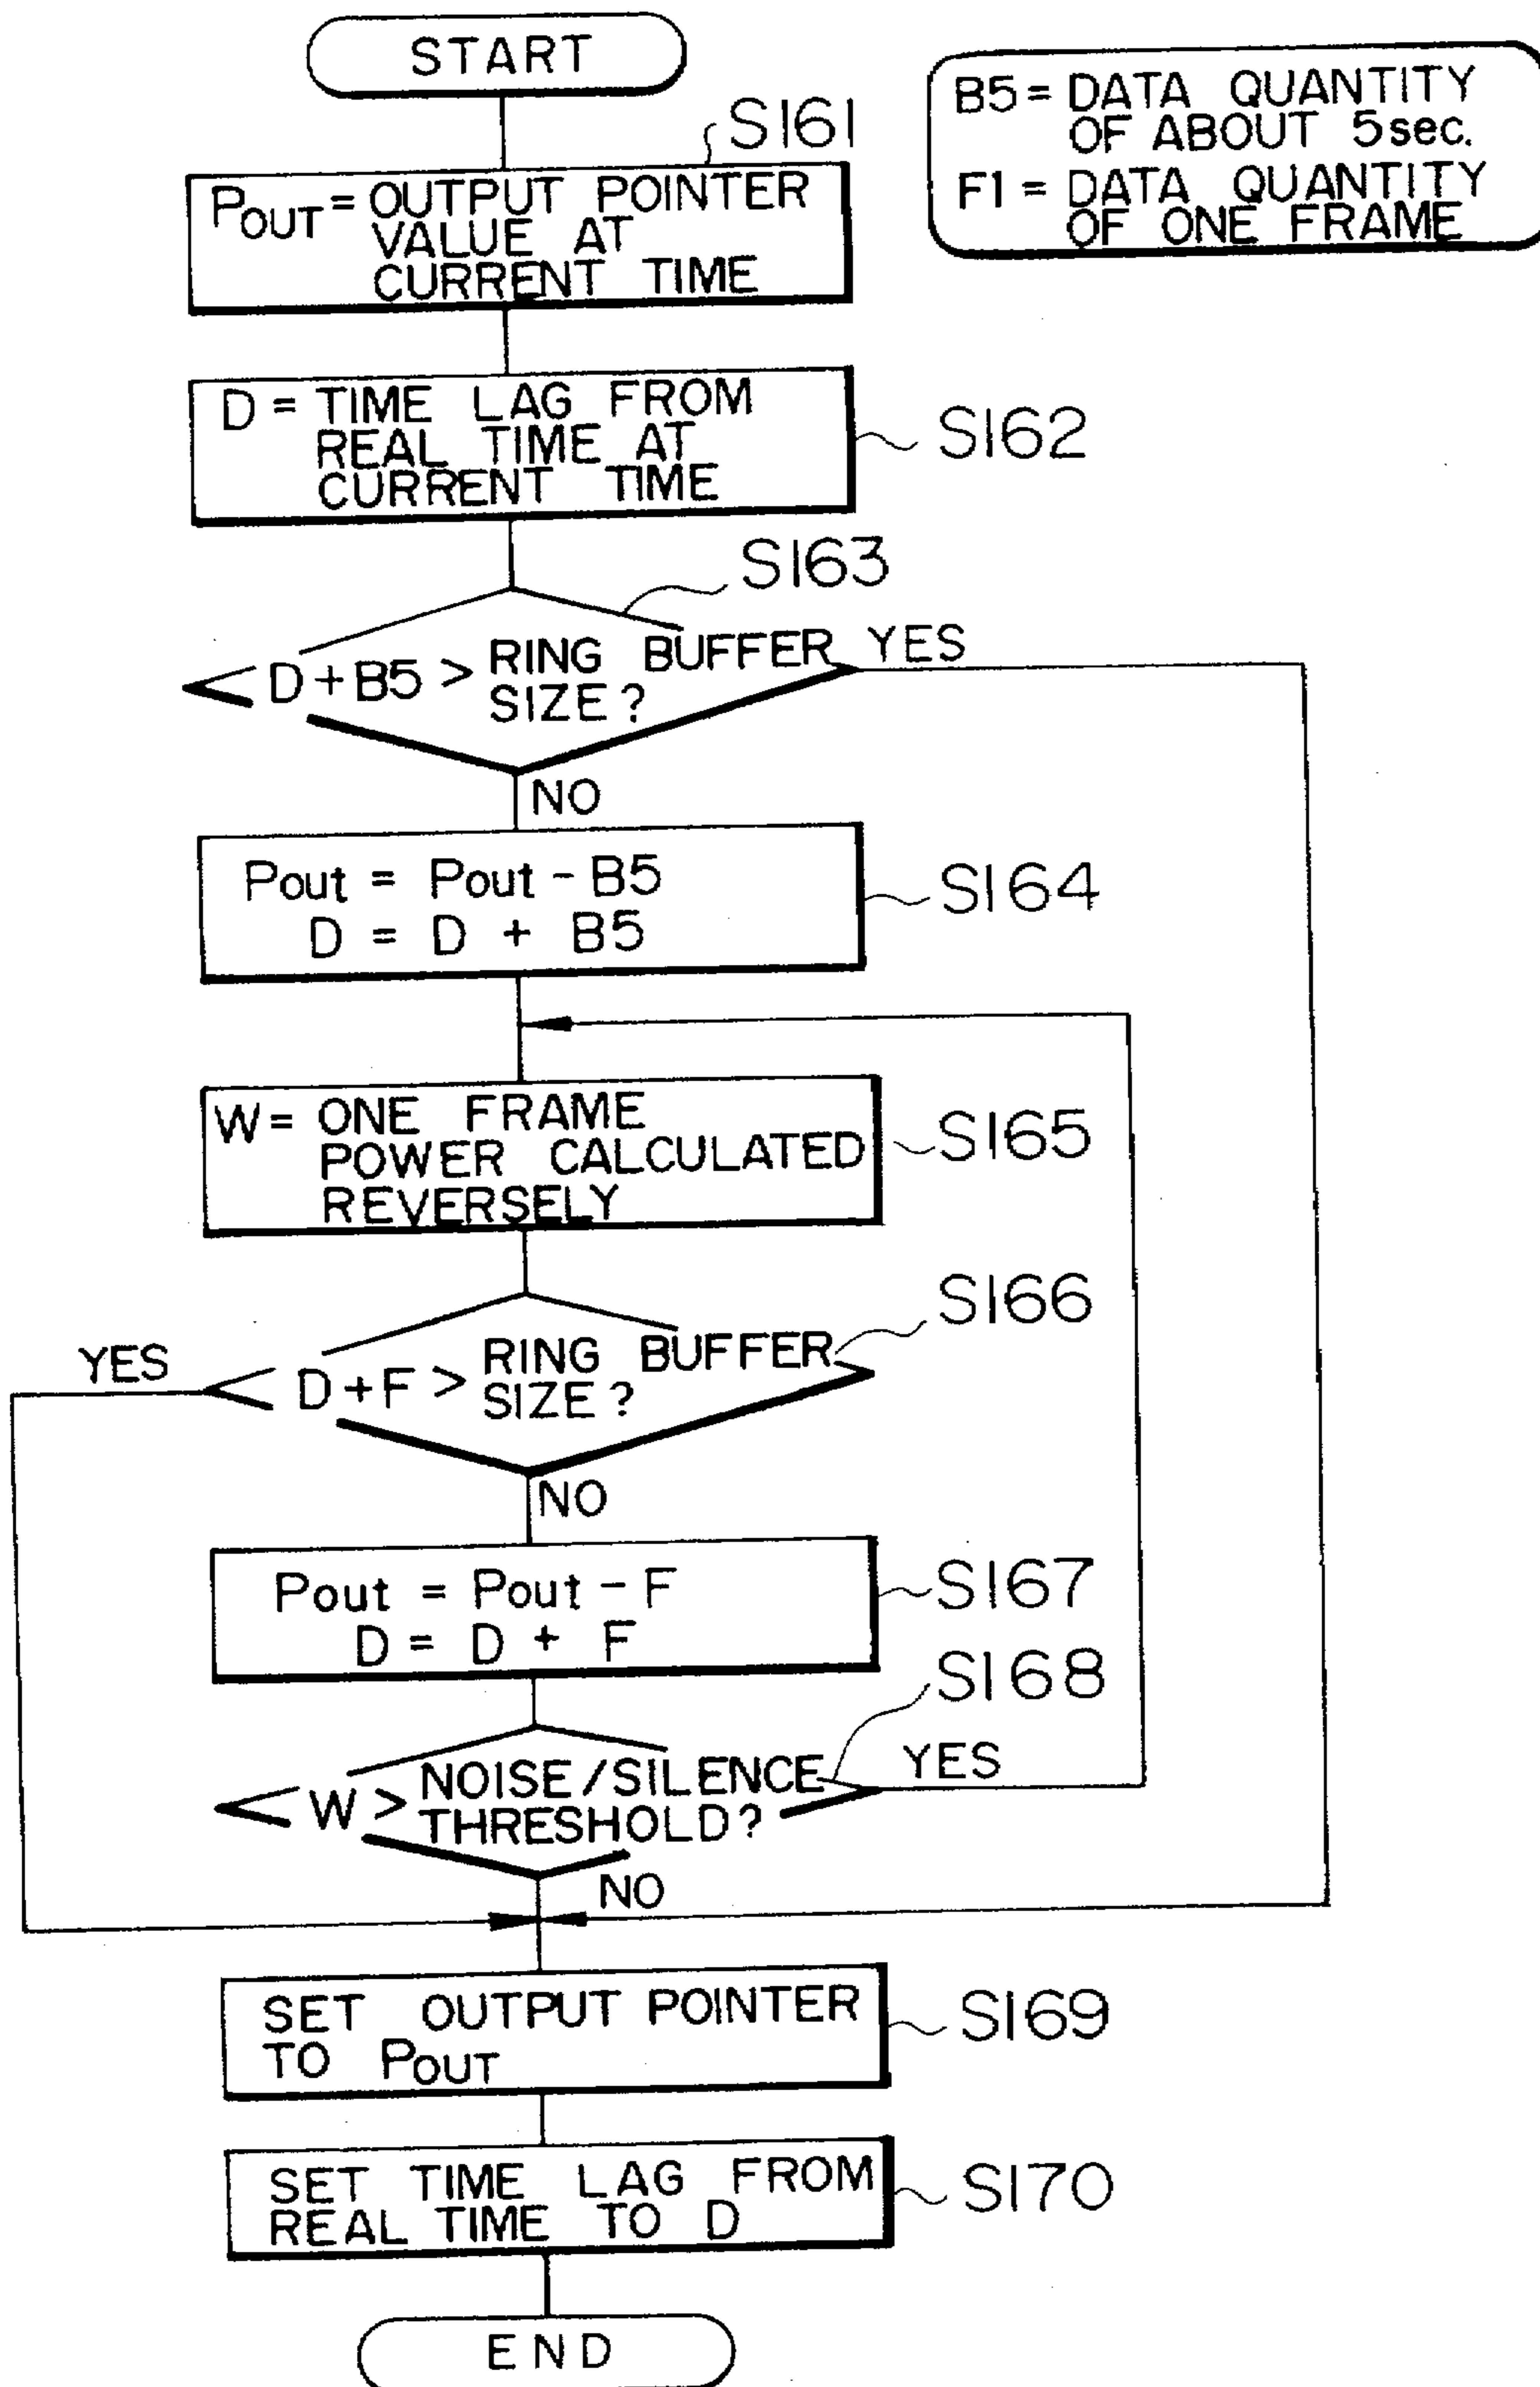 START
B5 = DATA QUANTITY
OF ABOUT 5sec.
F1 = DATA QUANTITY
OF ONE FRAME
S161
POUT = OUTPUT POINTER
VALUE AT
CURRENT TIME
D = TIME LAG FROM
REAL TIME AT
CURRENT TIME
S162
S163
D+B5 > RING BUFFER
SIZE?
YES
NO
Pout = Pout - B5
D = D + B5
S164
W = ONE FRAME
POWER CALCULATED
REVERSELY
S165
S166
YES
D+F > RING BUFFER
SIZE?
NO
Pout = Pout - F
D = D + F
S167
S168
W > NOISE/SILENCE
THRESHOLD?
YES
NO
SET OUTPUT POINTER
TO POUT
S169
SET TIME LAG FROM
REAL TIME TO D
S170
END